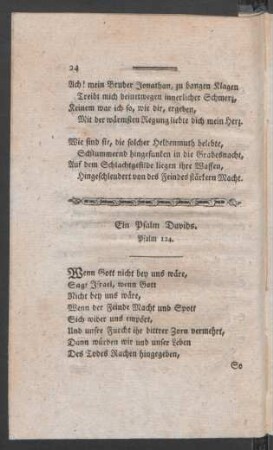 24
Ach! mein Bruder Jonathan, zu bangen Klagen
Treibt mich deinetwegen innerlicher Schmerz,
Keinem war ich so, wie dir, ergeben,
Mit der wärmsten Regung liebte dich mein Herz.
Wie sind sie, die solcher Heldenmuth belebte,
Schlummernd hingesunken in die Grabesnacht,
Auf dem Schlachtgefilde liegen ihre Waffen,
Hingeschleudert von des Feindes stärkern Macht.
Ein Psalm Davids.
Psalm 124.
Wenn Gott nicht bey uns wäre,
Sage Israel, wenn Gott
Nicht bey uns wäre,
Wenn der Feinde Macht und Spott
Sich wider uns empört,
Und unsre Furcht ihr bittrer Zorn vermehrt,
Dann würden wir und unser Leben
Des Todes Rachen hingegeben,
So